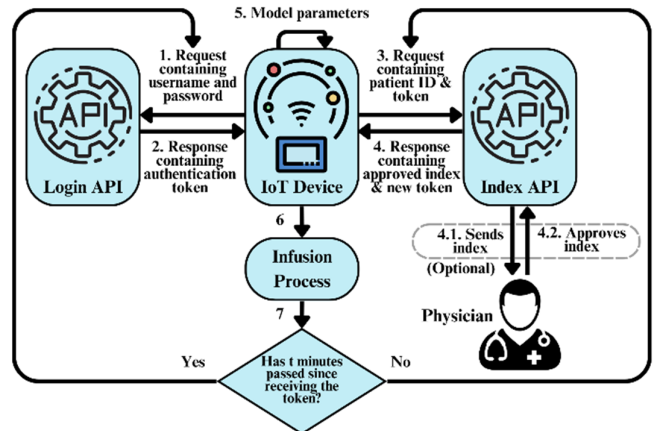 5. Model parameters
1. Request
containing
username and
password
3. Request
containing
patient ID &
token
API
API
2. Response
containing
authentication
token
4. Response
containing
approved index
& new token
Login API
IoT Device
Index API
6
4.1. Sends
index
4.2. Approves
index
(Optional)
Infusion
Process
7
Physician
Yes
Has t minutes
passed since
receiving the
token?
No